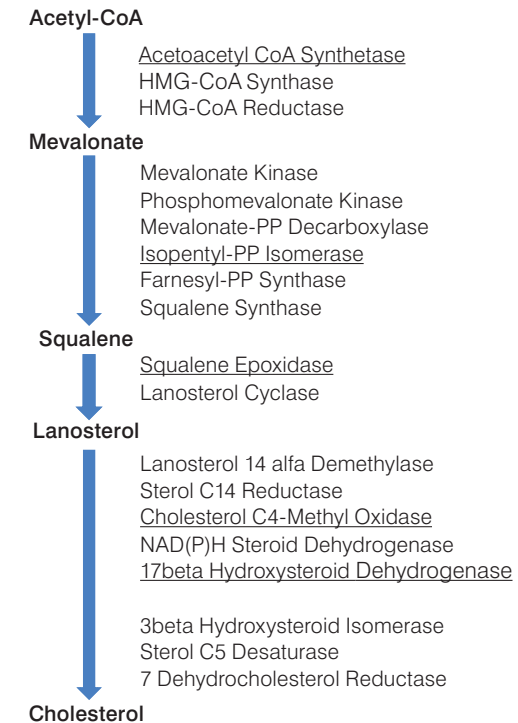 Acetyl-CoA
Acetoacetyl CoA Synthetase
HMG-CoA Synthase
HMG-CoA Reductase
Mevalonate
Mevalonate Kinase
Phosphomevalonate Kinase
Mevalonate-PP Decarboxylase
Isopentyl-PP Isomerase
Farnesyl-PP Synthase
Squalene Synthase
Squalene
Squalene Epoxidase
Lanosterol Cyclase
Lanosterol
Lanosterol 14 alfa Demethylase
Sterol C14 Reductase
Cholesterol C4-Methyl Oxidase
NAD(P)H Steroid Dehydrogenase
17beta Hydroxysteroid Dehydrogenase
3beta Hydroxysteroid Isomerase
Sterol C5 Desaturase
7 Dehydrocholesterol Reductase
Cholesterol